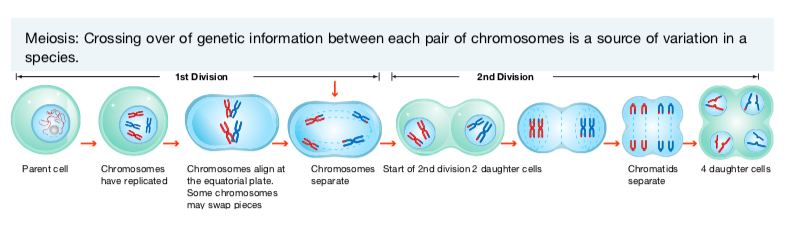 Meiosis: Crossing over of genetic information between each pair of chromosomes is a source of variation in a
species.
1st Division
2nd Division
Parent cell
Chromosomes
have replicated
Chromosomes align at
the equatorial plate.
Some chromosomes
may swap pieces
Chromosomes
separate
Start of 2nd division 2 daughter cells
Chromatids
separate
4 daughter cells